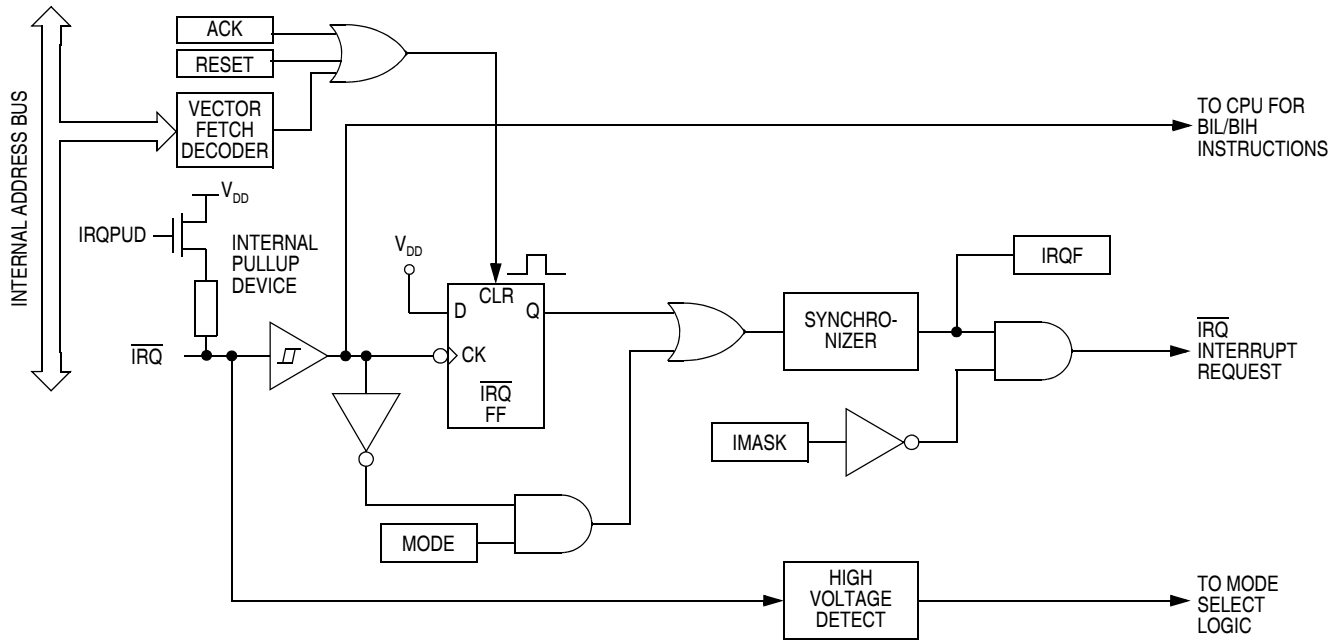 INTERNAL ADDRESS BUS
ACK
RESET
VECTOR
FETCH
DECODER
TO CPU FOR
BIL/BIH
INSTRUCTIONS
VDD
IRQPUD
INTERNAL
PULLUP
DEVICE
VDD
CLR
D
Q
CK
IRQ
FF
IRQ
SYNCHRO-
NIZER
IRQF
IRQ
INTERRUPT
REQUEST
IMASK
MODE
HIGH
VOLTAGE
DETECT
TO MODE
SELECT
LOGIC